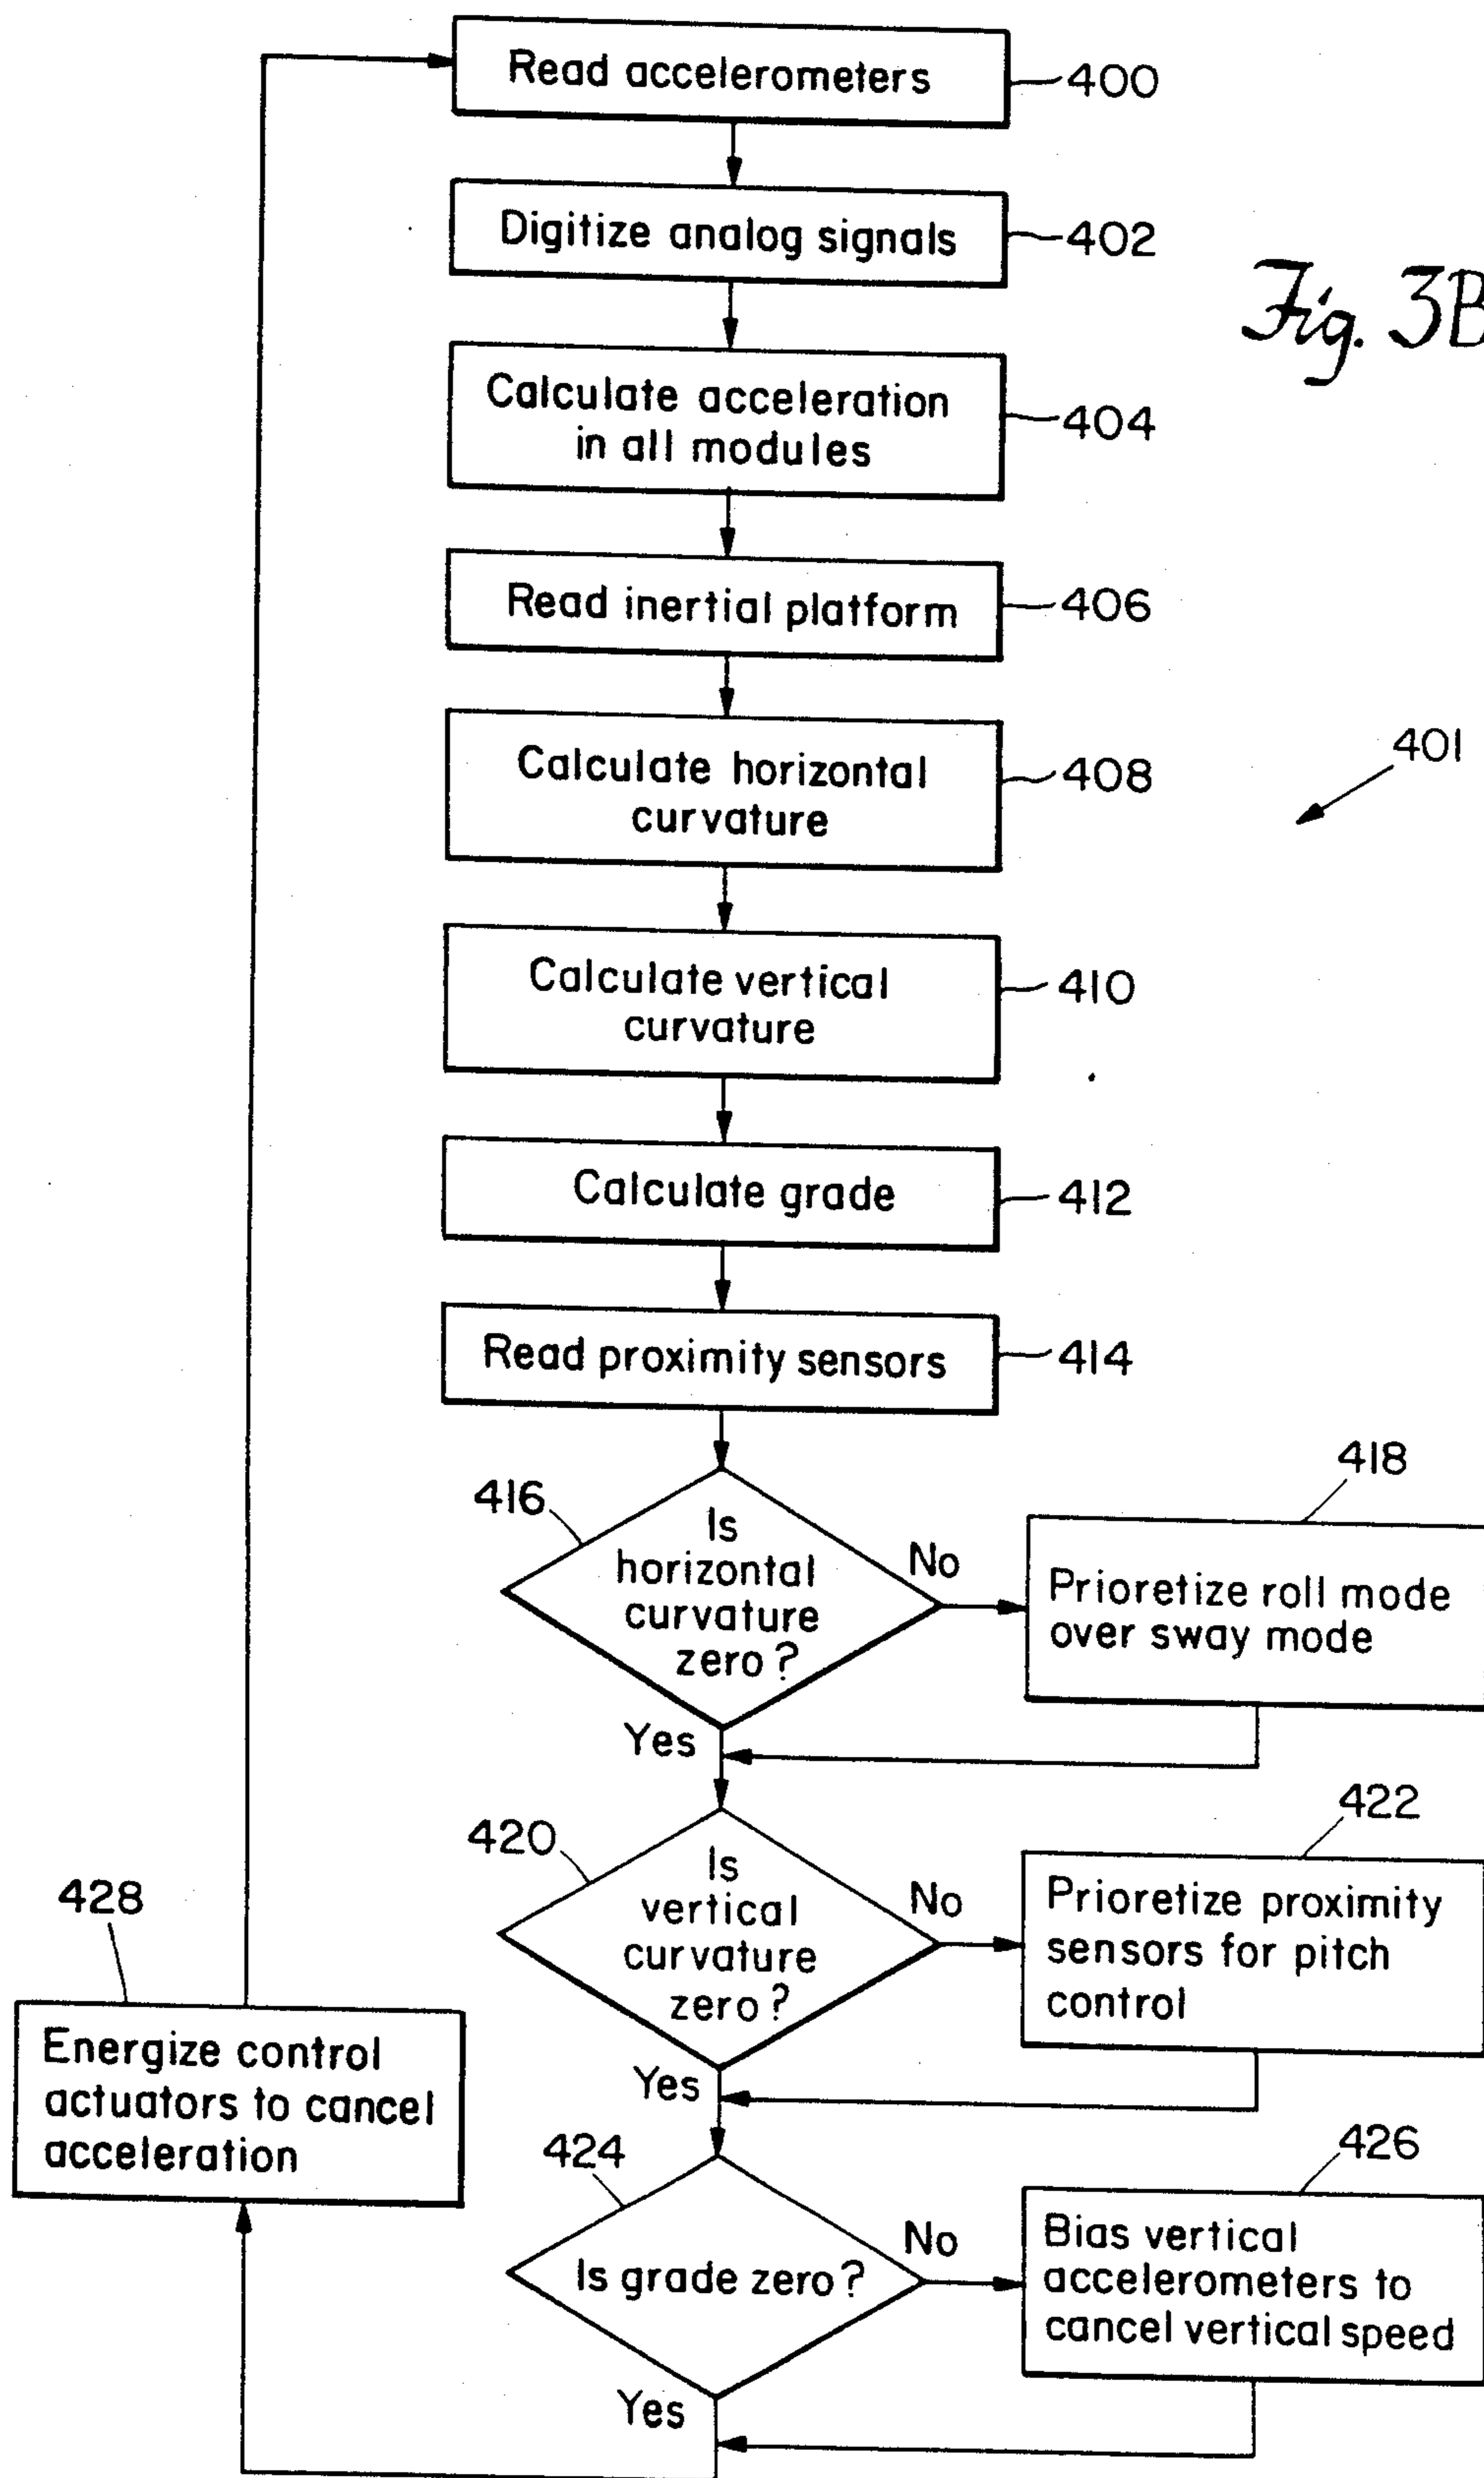 Read accelerometers
400
Digitize analog signals
402
Fig. 3B
Calculate acceleration
in all modules
404
Read inertial platform
406
Calculate horizontal
curvature
408
401
Calculate vertical
curvature
410
Calculate grade
412
Read proximity sensors
414
416
Is
horizontal
curvature
zero?
No
418
Prioretize roll mode
over sway mode
Yes
420
Is
vertical
curvature
zero?
No
422
Prioretize proximity
sensors for pitch
control
Yes
428
Energize control
actuators to cancel
acceleration
424
Is grade zero?
No
426
Bias vertical
accelerometers to
cancel vertical speed
Yes